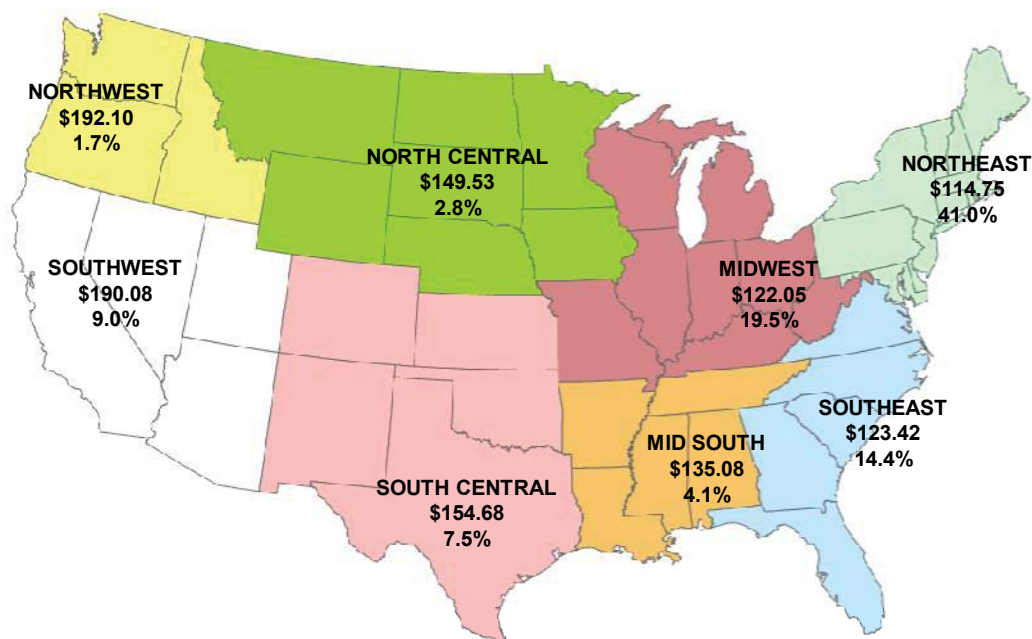 NORTHWEST
$192.10
1.7%
NORTH CENTRAL
$149.53
2.8%
NORTHEAST
$114.75
41.0%
SOUTHWEST
$190.08
9.0%
MIDWEST
$122.05
19.5%
SOUTHEAST
$123.42
14.4%
MID SOUTH
$135.08
4.1%
SOUTH CENTRAL
$154.68
7.5%